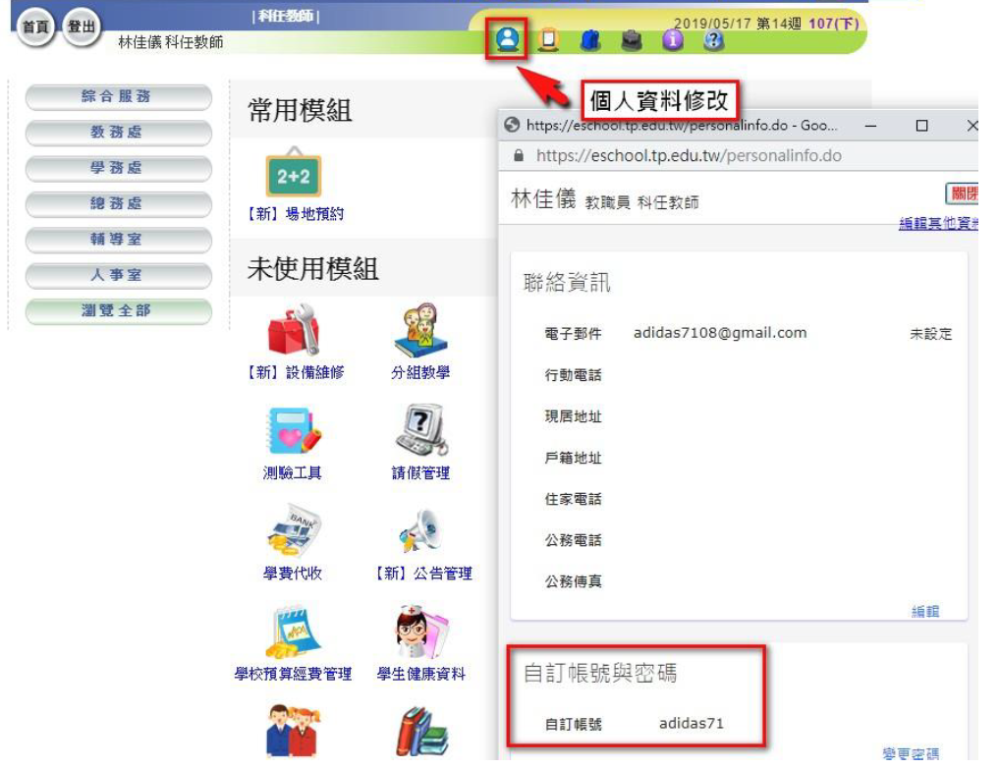 首頁
登出
|科任教師|
林佳儀 科任教師
2019/05/17 第14週 107(下)
個人資料修改
綜合服務
教務處
學務處
總務處
輔導室
人事室
瀏覽全部
常用模組
2+2
【新】場地預約
未使用模組
【新】設備維修
分組教學
測驗工具
請假管理
BANK
學費代收
【新】公告管理
學校預算經費管理
學生健康資料
https://eschool.tp.edu.tw/personalinfo.do - Goo...
https://eschool.tp.edu.tw/personalinfo.do
林佳儀 教職員 科任教師
關閉
編輯其他資料
聯絡資訊
電子郵件 adidas7108@gmail.com 未設定
行動電話
現居地址
戶籍地址
住家電話
公務電話
公務傳真
編輯
自訂帳號與密碼
自訂帳號 adidas71
變更密碼